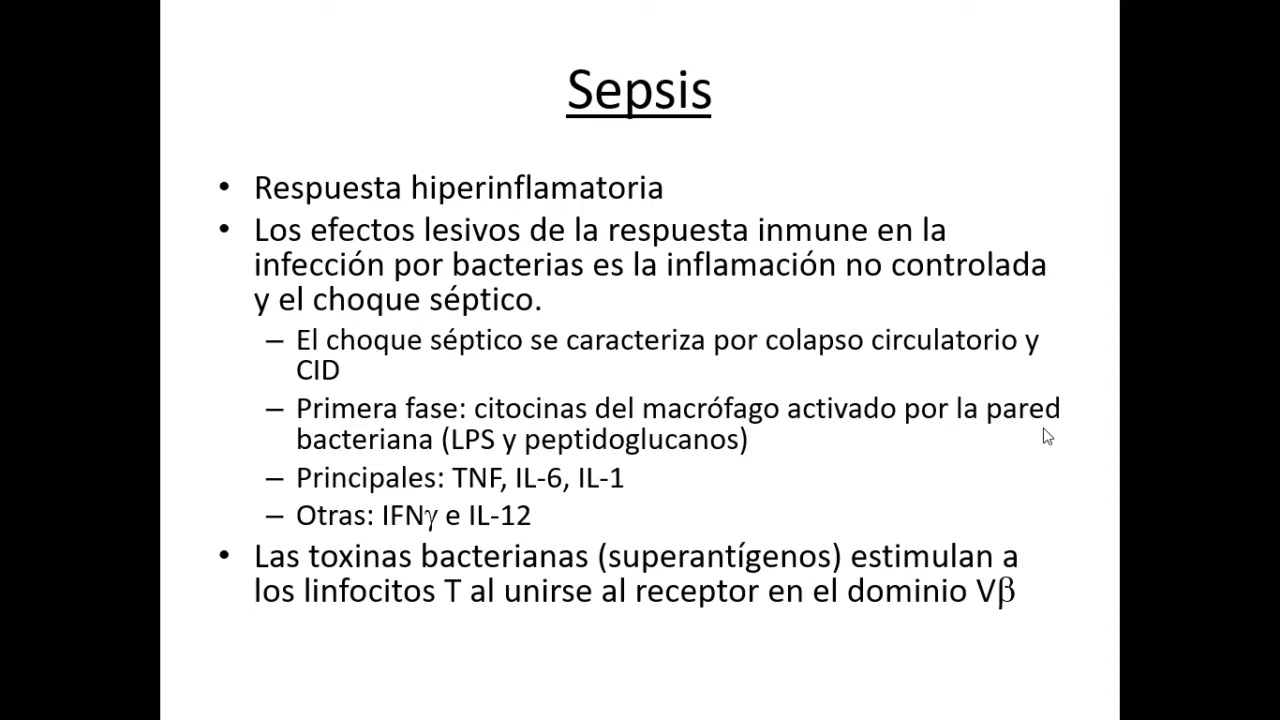 Sepsis
• Respuesta hiperinflamatoria
• Los efectos lesivos de la respuesta inmune en la
infección por bacterias es la inflamación no controlada
y el choque séptico.
– El choque séptico se caracteriza por colapso circulatorio y
CID
– Primera fase: citocinas del macrófago activado por la pared
bacteriana (LPS y peptidoglucanos)
– Principales: TNF, IL-6, IL-1
– Otras: IFNγ e IL-12
• Las toxinas bacterianas (superantígenos) estimulan a
los linfocitos T al unirse al receptor en el dominio Vβ